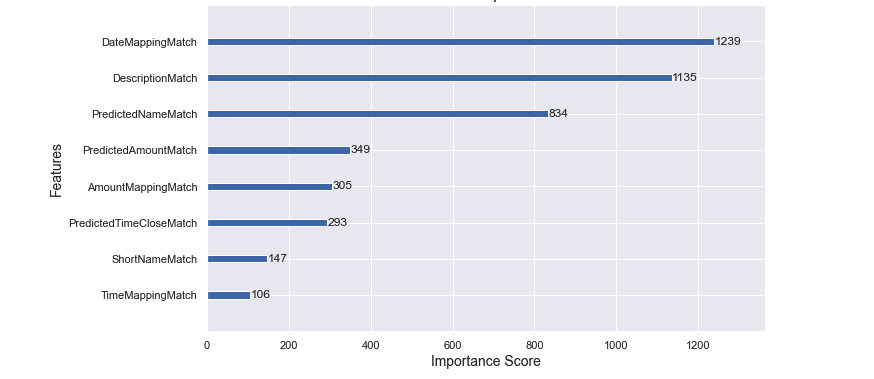 DateMappingMatch 1239
DescriptionMatch 1135
PredictedNameMatch 834
PredictedAmountMatch 349
Features
AmountMappingMatch 305
PredictedTimeCloseMatch 293
ShortNameMatch 147
TimeMappingMatch 106
0 200 400 600 800 1000 1200
Importance Score